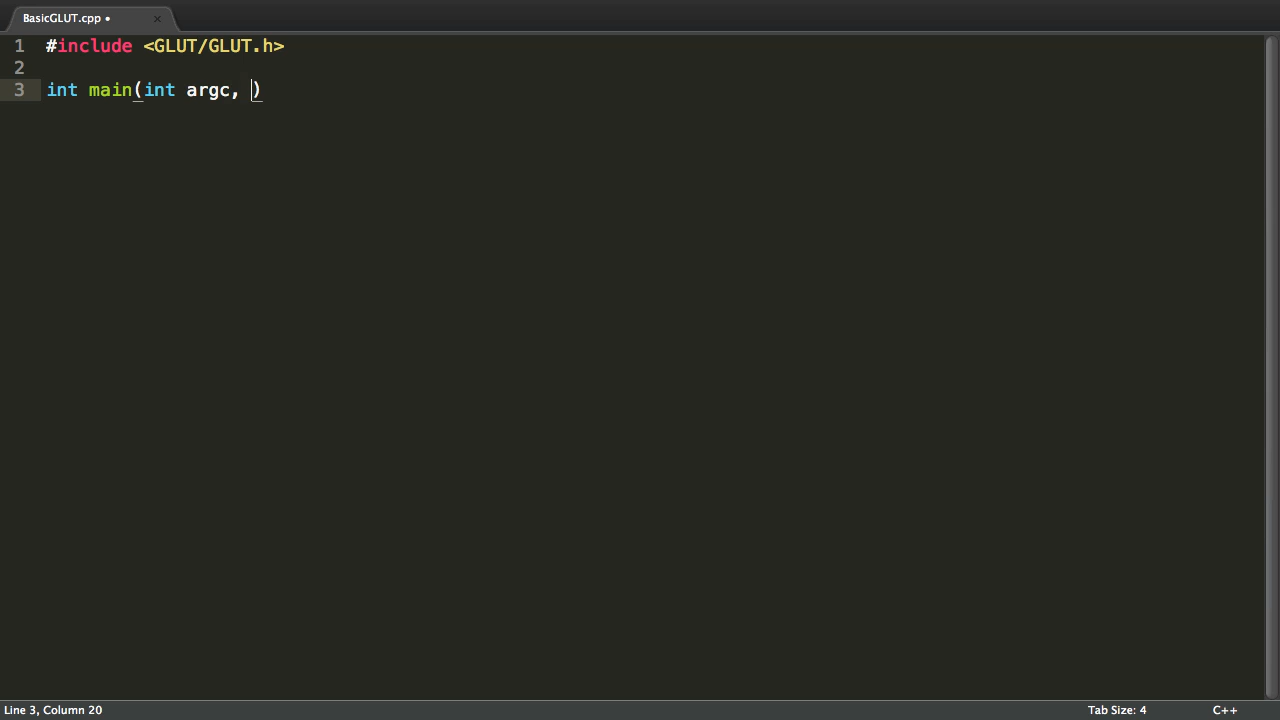 BasicGLUT.cpp • ×
1 #include <GLUT/GLUT.h>
2
3 int main(int argc, )
Line 3, Column 20 Tab Size: 4 C++